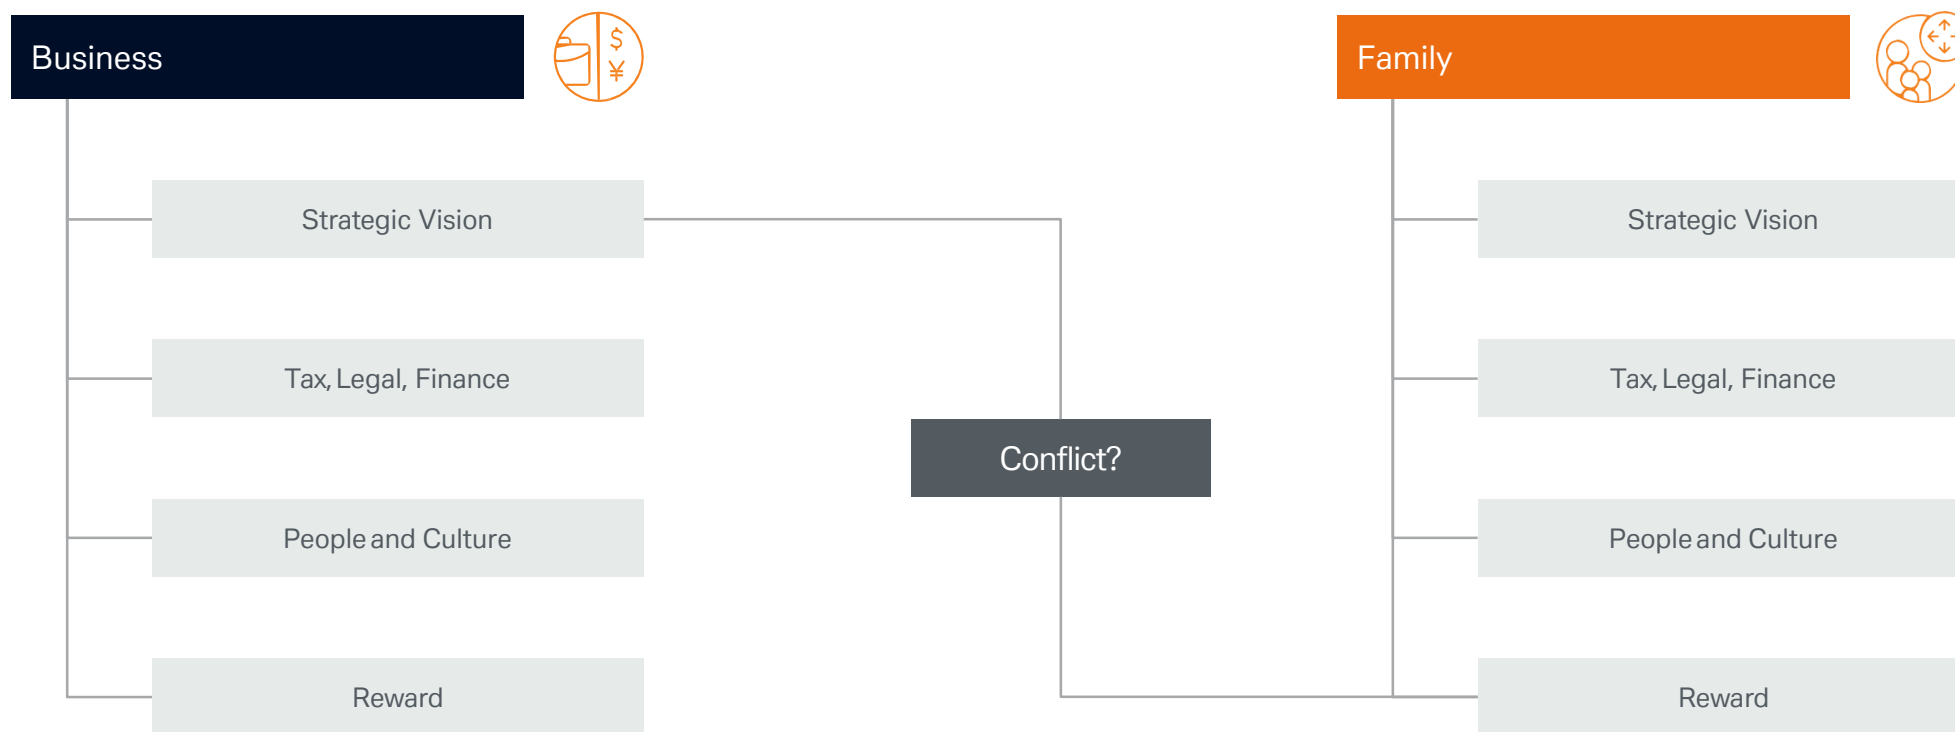 Business
$
¥
Family
Strategic Vision
Strategic Vision
Tax, Legal, Finance
Tax, Legal, Finance
Conflict?
People and Culture
People and Culture
Reward
Reward